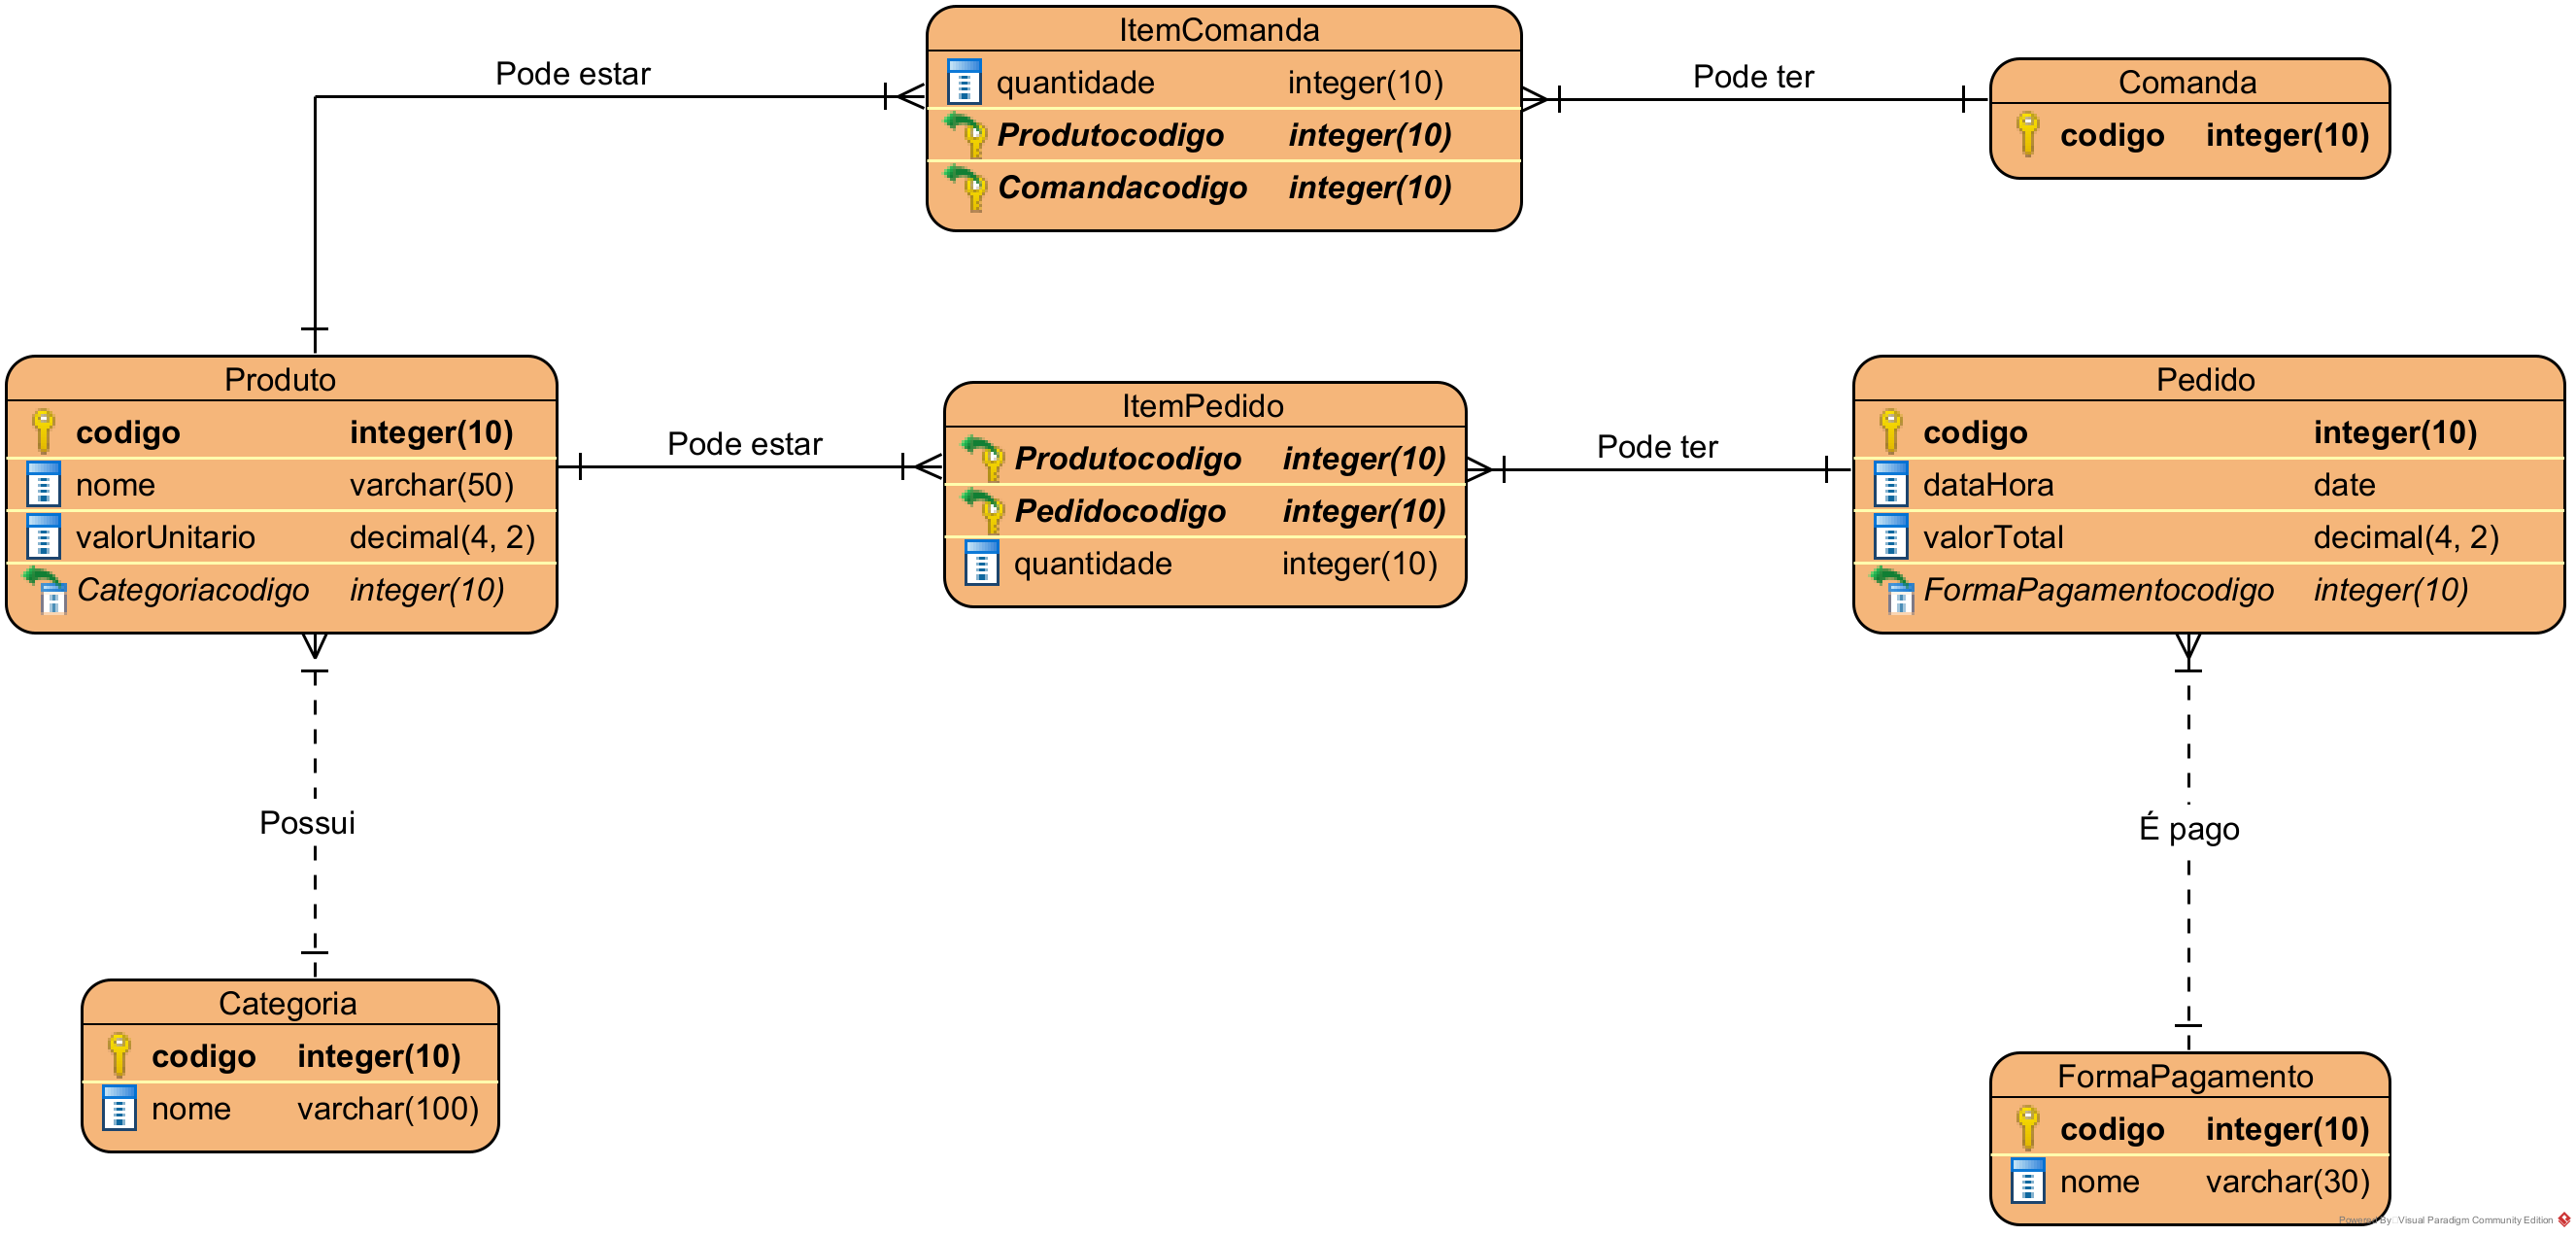 ItemComanda
quantidade integer(10)
Produtocodigo integer(10)
Comandacodigo integer(10)
Pode estar
Pode ter
Comanda
codigo integer(10)
Produto
codigo integer(10)
nome varchar(50)
valorUnitario decimal(4, 2)
Categoriacodigo integer(10)
Pode estar
ItemPedido
Produtocodigo integer(10)
Pedidocodigo integer(10)
quantidade integer(10)
Pode ter
Pedido
codigo integer(10)
dataHora date
valorTotal decimal(4, 2)
FormaPagamentocodigo integer(10)
Possui
É pago
Categoria
codigo integer(10)
nome varchar(100)
FormaPagamento
codigo integer(10)
nome varchar(30)
Powered By Visual Paradigm Community Edition